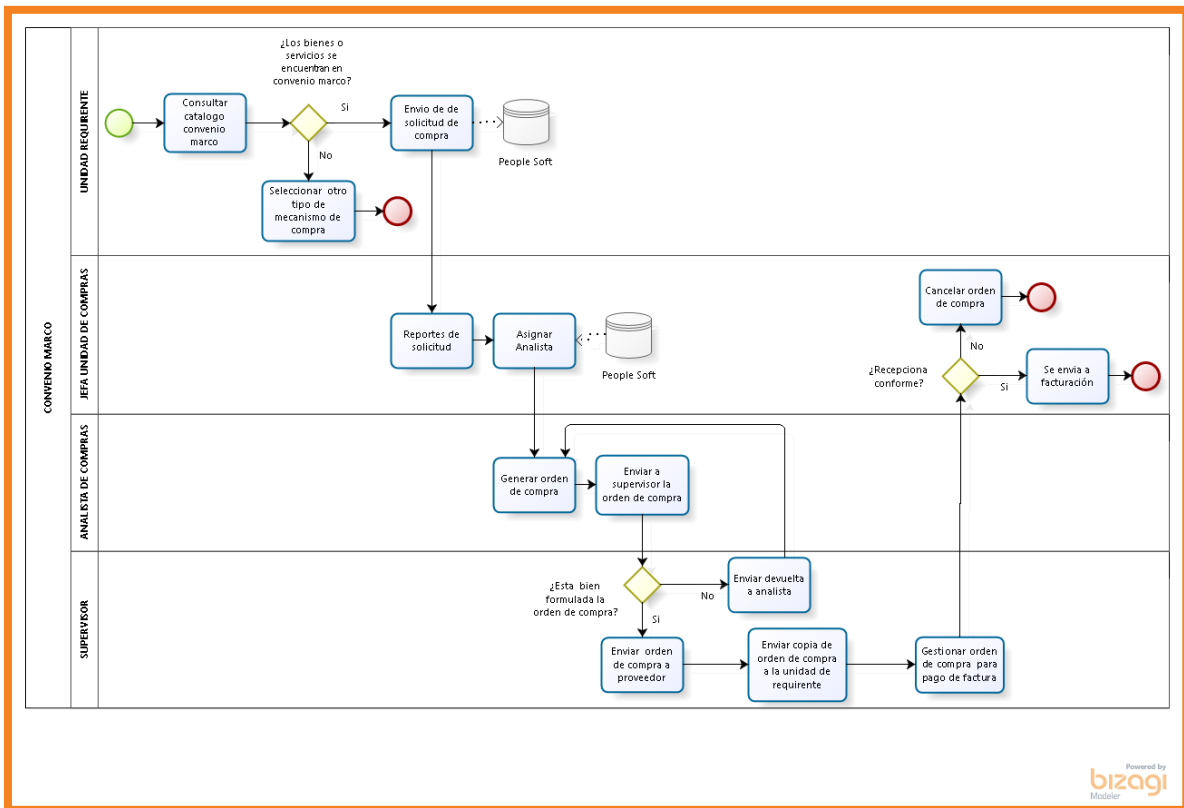 CONVENIO MARCO
UNIDAD REQUIRENTE
Consultar
catalogo
convenio
marco
¿Los bienes o
servicios se
encuentran en
convenio marco?
Si
No
Envio de de
solicitud de
compra
People Soft
Seleccionar otro
tipo de
mecanismo de
compra
JEFA UNIDAD DE COMPRAS
Reportes de
solicitud
Asignar
Analista
People Soft
Cancelar orden
de compra
No
¿Recepciona
conforme?
Si
Se envia a
facturación
ANALISTA DE COMPRAS
Generar orden
de compra
Enviar a
supervisor la
orden de compra
SUPERVISOR
¿Esta bien
formulada la
orden de compra?
No
Si
Enviar devuelta
a analista
Enviar orden
de compra a
proveedor
Enviar copia de
orden de compra
a la unidad de
requirente
Gestionar orden
de compra para
pago de factura
Powered by
bizagi
Modeler